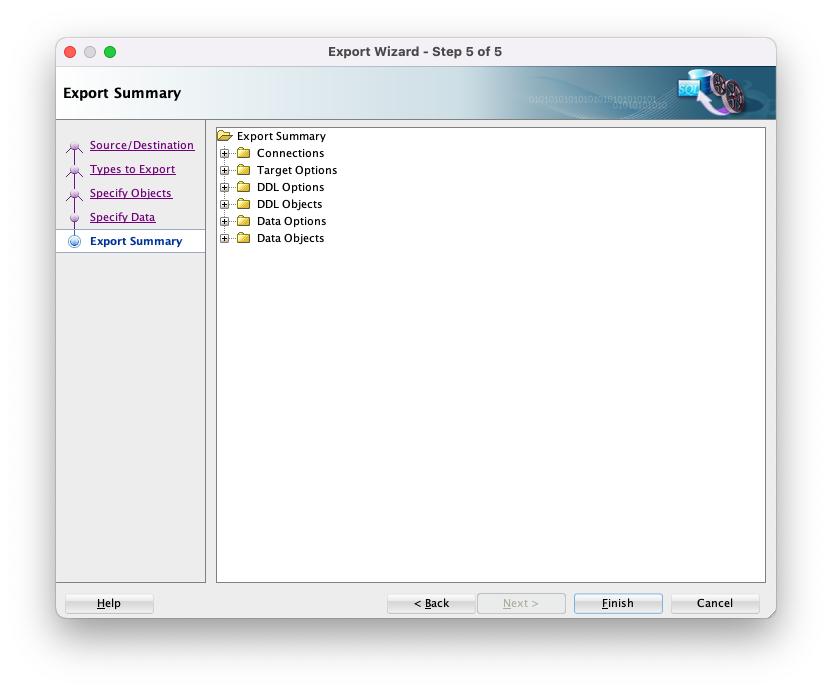 Export Wizard - Step 5 of 5
Export Summary
SQL
Source/Destination
Types to Export
Specify Objects
Specify Data
Export Summary
Export Summary
Connections
Target Options
DDL Options
DDL Objects
Data Options
Data Objects
Help
< Back
Next >
Finish
Cancel